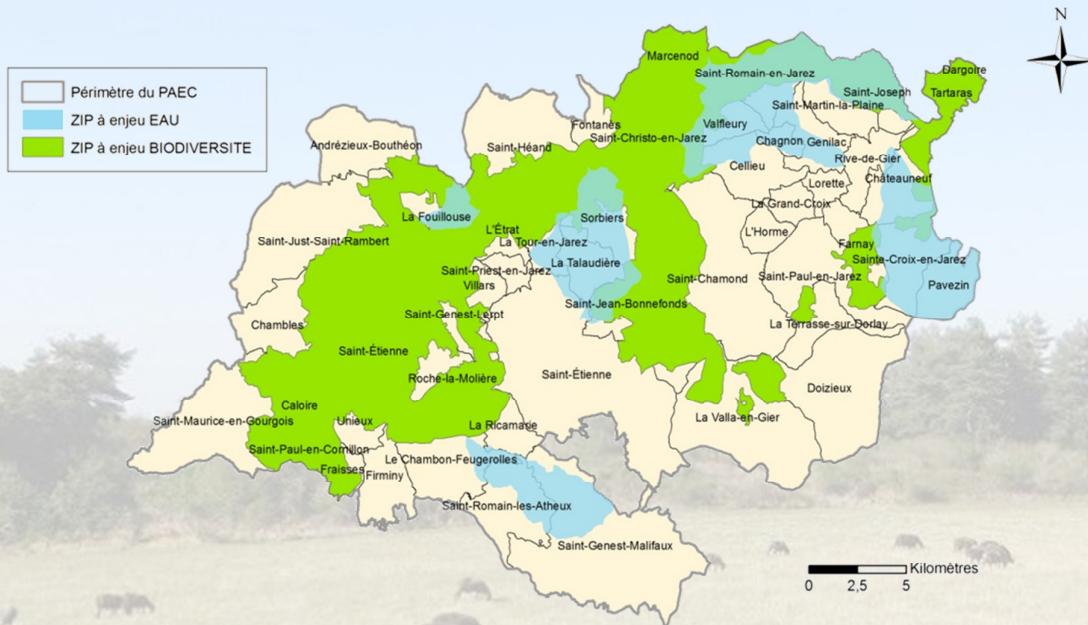 N
Périmètre du PAEC
ZIP à enjeu EAU
ZIP à enjeu BIODIVERSITE
Marcenod
Dargoire
Saint-Romain-en-Jarez
Tartaras
Saint-Joseph
Saint-Martin-la-Plaine
Fontanès
Valfleury
Saint-Christo-en-Jarez
Andrézieux-Bouthéon
Saint-Héand
Chagnon
Genilac
Rive-de-Gier
Cellieu
Châteauneuf
Lorette
La Grand-Croix
La Fouillouse
Sorbiers
L'Étrat
L'Horme
Saint-Just-Saint-Rambert
La Tour-en-Jarez
Farnay
Sainte-Croix-en-Jarez
La Talaudière
Saint-Priest-en-Jarez
Saint-Chamond
Saint-Paul-en-Jarez
Villars
Pavezin
Saint-Jean-Bonnefonds
Saint-Genest-Lerpt
Chambles
La Terrasse-sur-Dorlay
Saint-Étienne
Saint-Étienne
Roche-la-Molière
Doizieux
Caloire
La Valla-en-Gier
Saint-Maurice-en-Gourgois
Unieux
La Ricamarie
Saint-Paul-en-Cornillon
Le Chambon-Feugerolles
Fraisses
Firminy
Saint-Romain-les-Atheux
Saint-Genest-Malifaux
Kilomètres
0 2,5 5